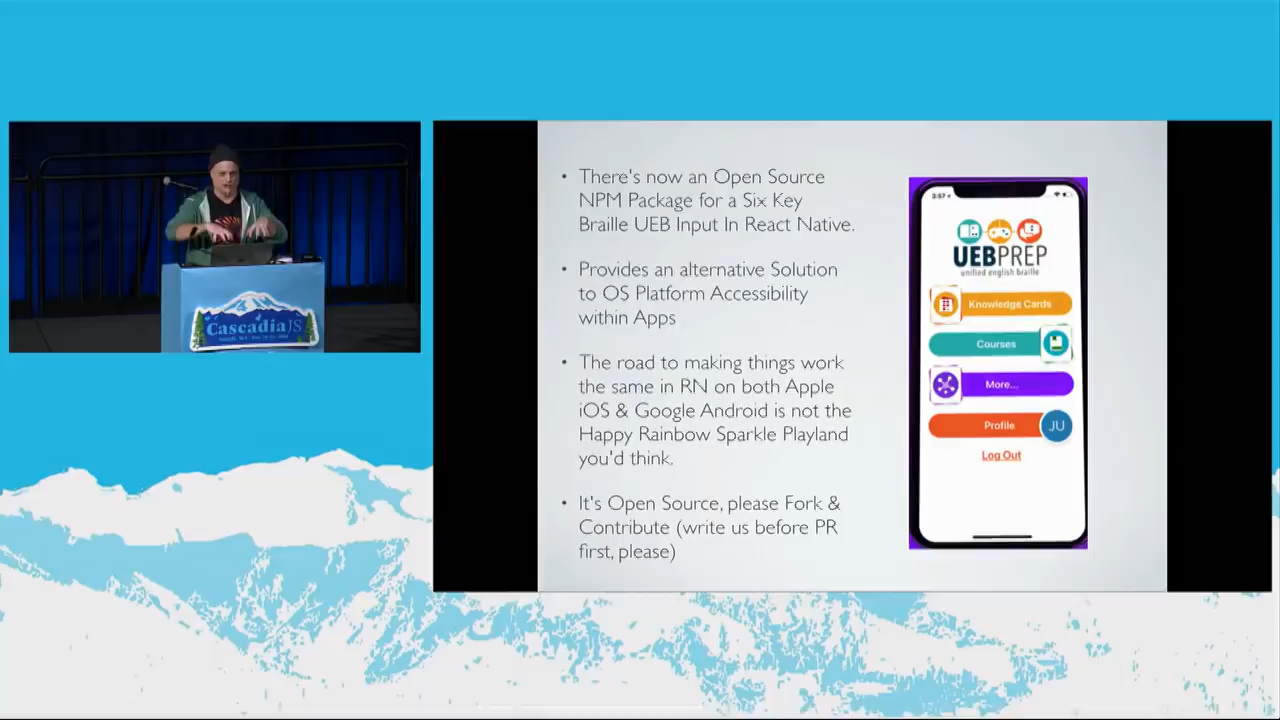 CascadiaJS
• There's now an Open Source
NPM Package for a Six Key
Braille UEB Input In React Native.
• Provides an alternative Solution
to OS Platform Accessibility
within Apps
• The road to making things work
the same in RN on both Apple
iOS & Google Android is not the
Happy Rainbow Sparkle Playland
you'd think.
• It's Open Source, please Fork &
Contribute (write us before PR
first, please)
3:57
UEBPREP
unified english braille
Knowledge Cards
Courses
More...
Profile
JU
Log Out